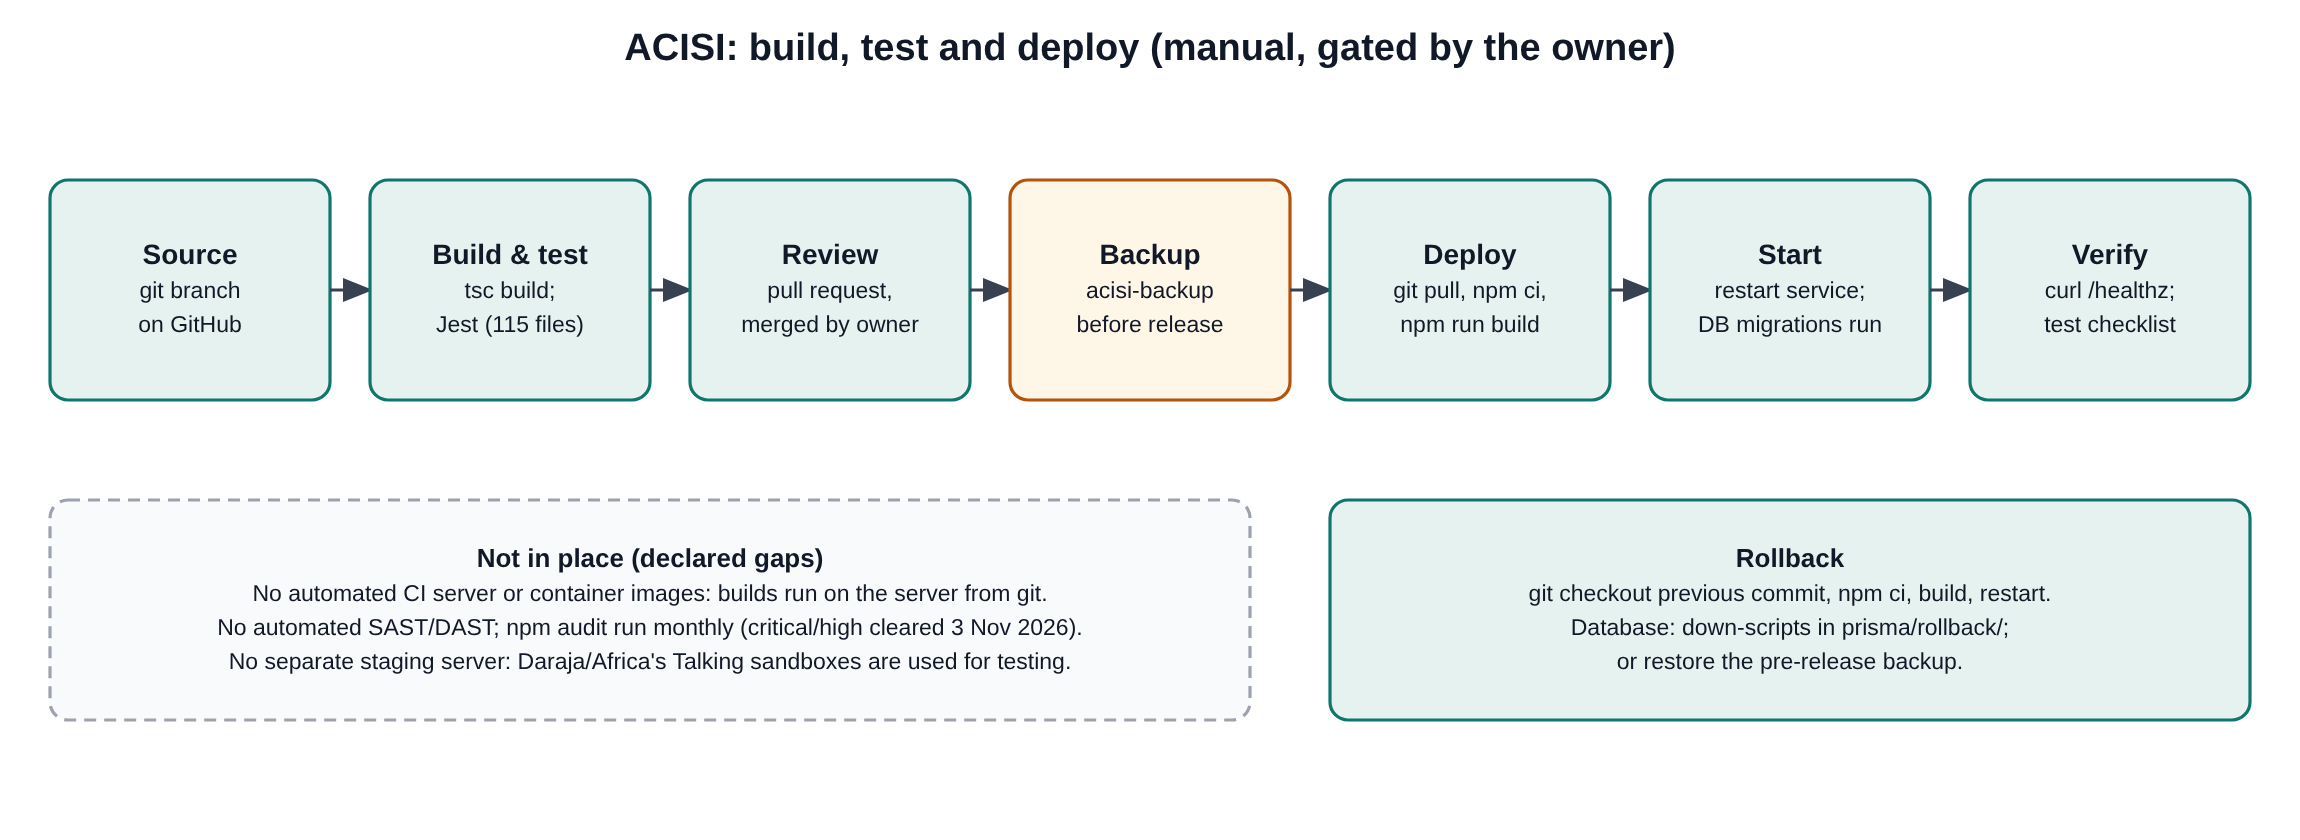 ACISI: build, test and deploy (manual, gated by the owner)
Source
git branch
on GitHub
Build & test
tsc build;
Jest (115 files)
Review
pull request,
merged by owner
Backup
acisi-backup
before release
Deploy
git pull, npm ci,
npm run build
Start
restart service;
DB migrations run
Verify
curl /healthz;
test checklist
Not in place (declared gaps)
No automated CI server or container images: builds run on the server from git.
No automated SAST/DAST; npm audit run monthly (critical/high cleared 3 Nov 2026).
No separate staging server: Daraja/Africa's Talking sandboxes are used for testing.
Rollback
git checkout previous commit, npm ci, build, restart.
Database: down-scripts in prisma/rollback/;
or restore the pre-release backup.